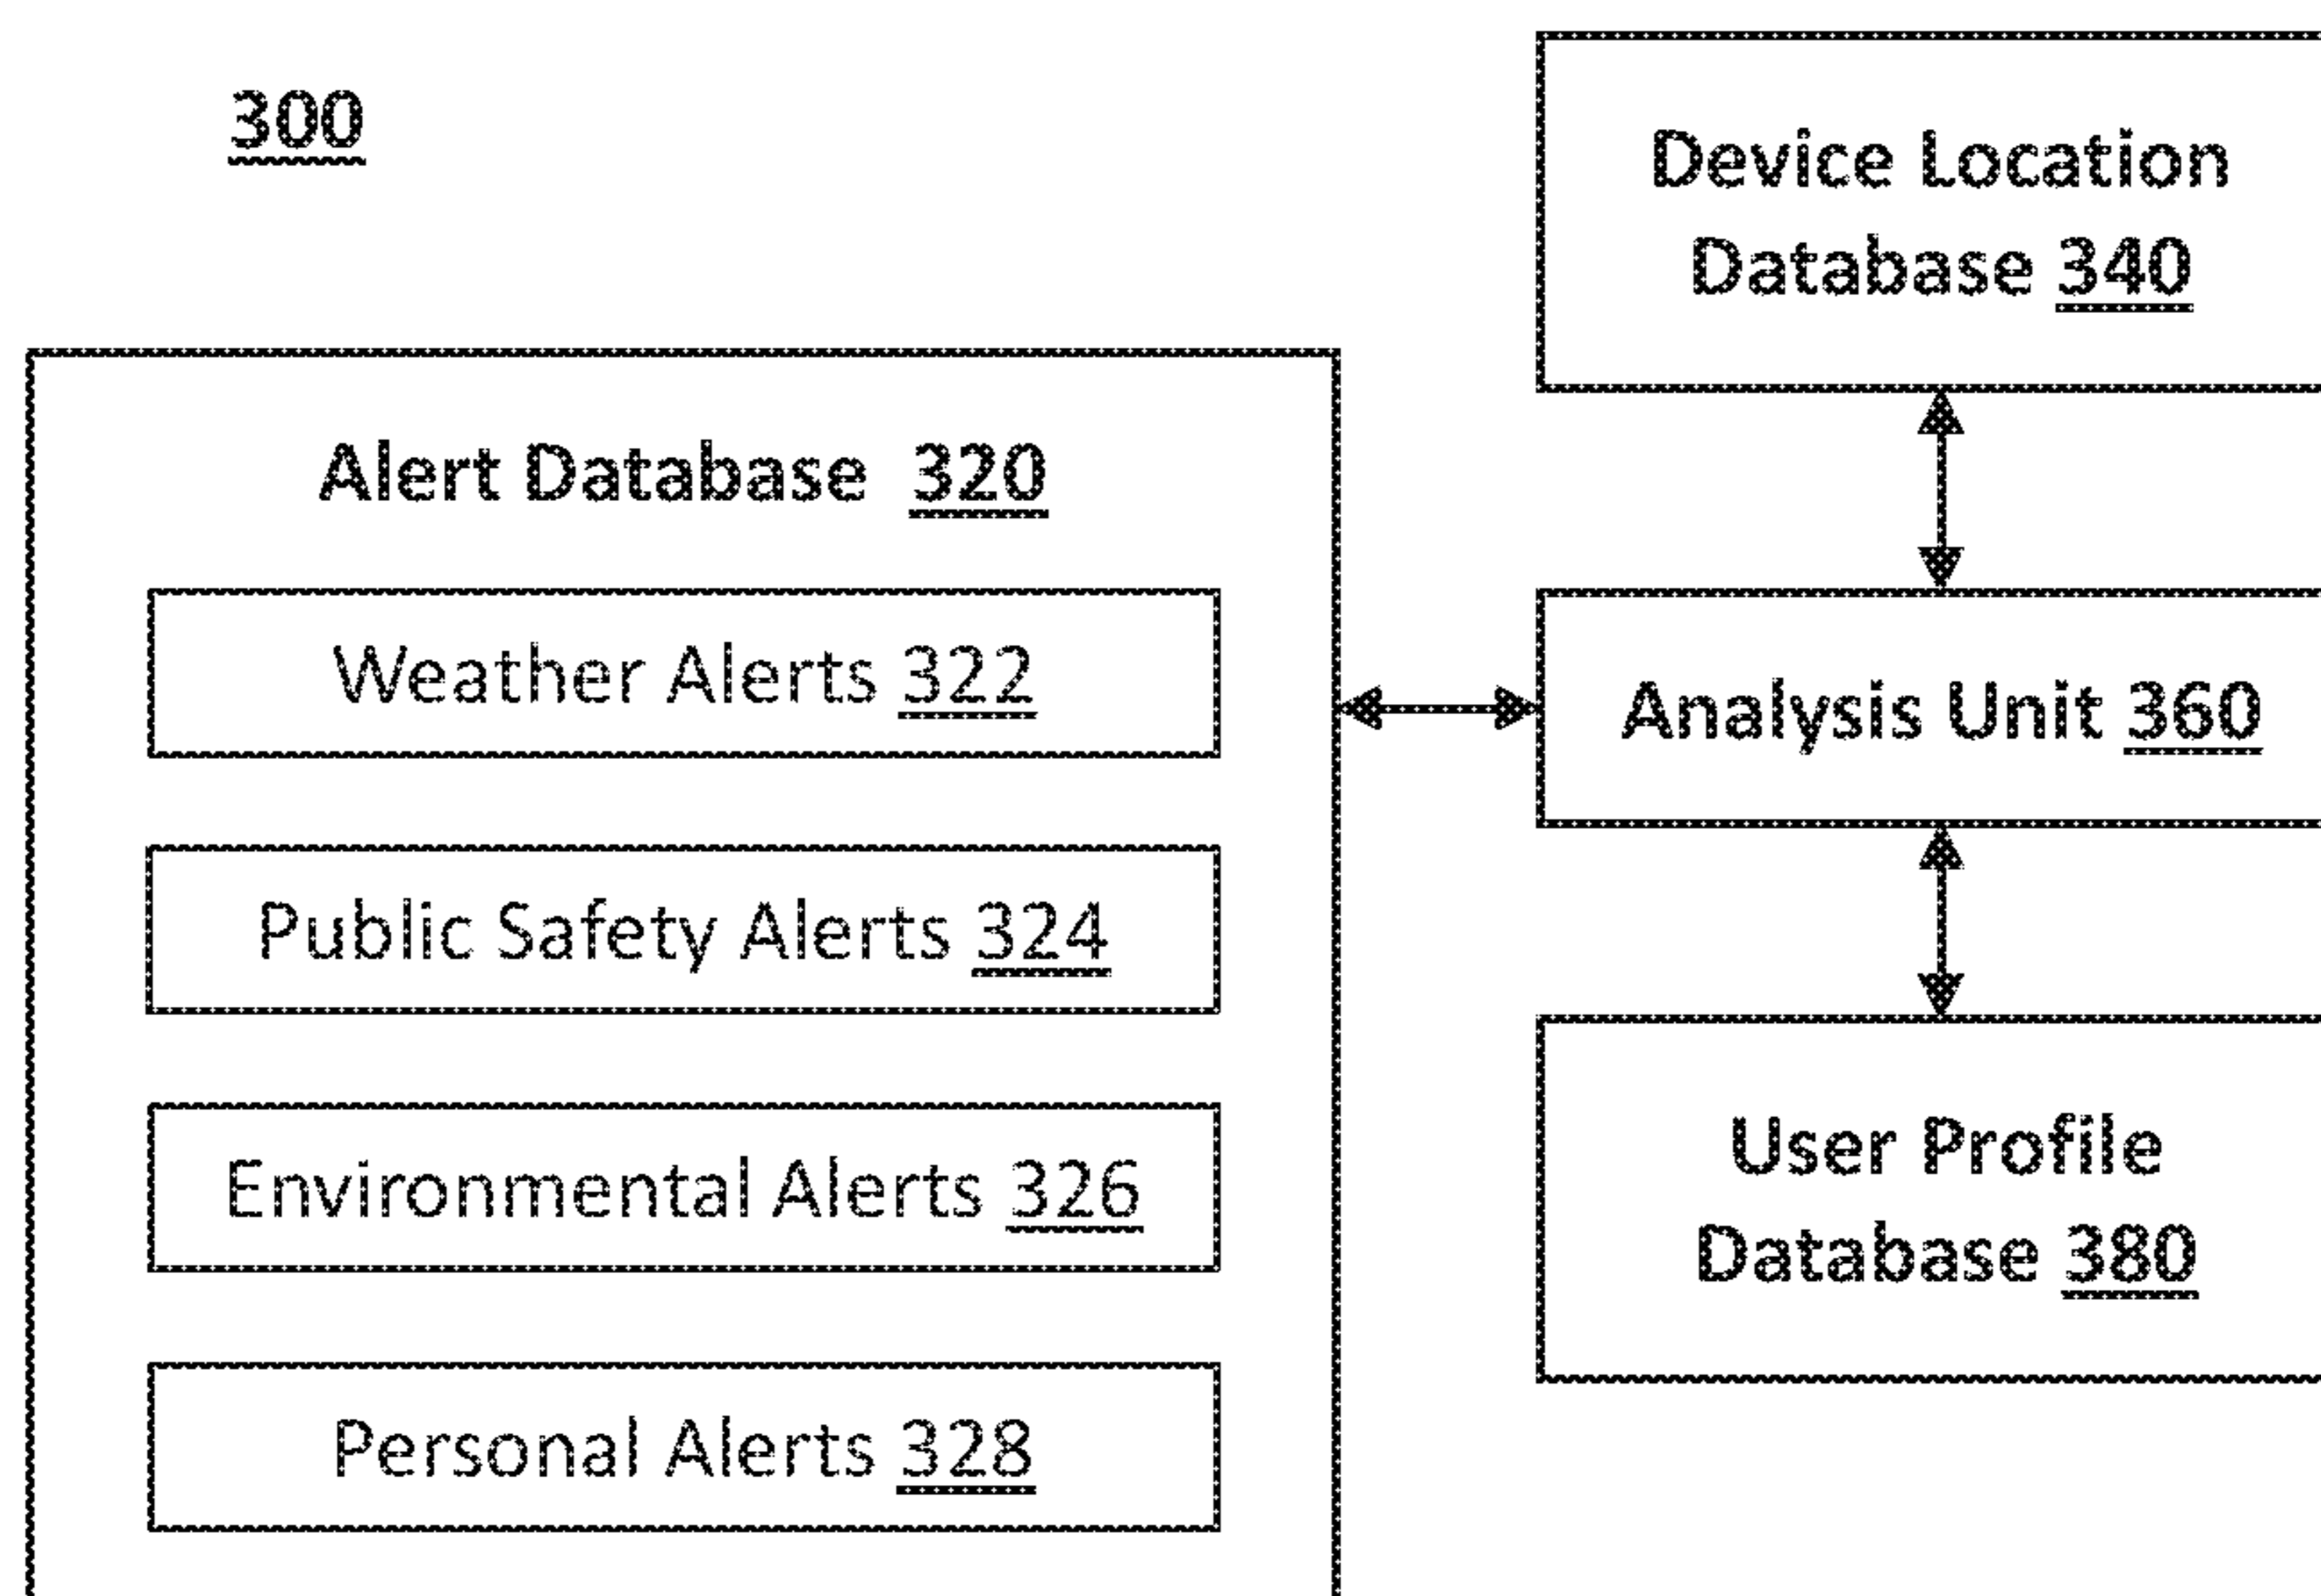 300
Device Location
Database 340
Alert Database 320
Weather Alerts 322
Analysis Unit 360
Public Safety Alerts 324
Environmental Alerts 326
User Profile
Database 380
Personal Alerts 328